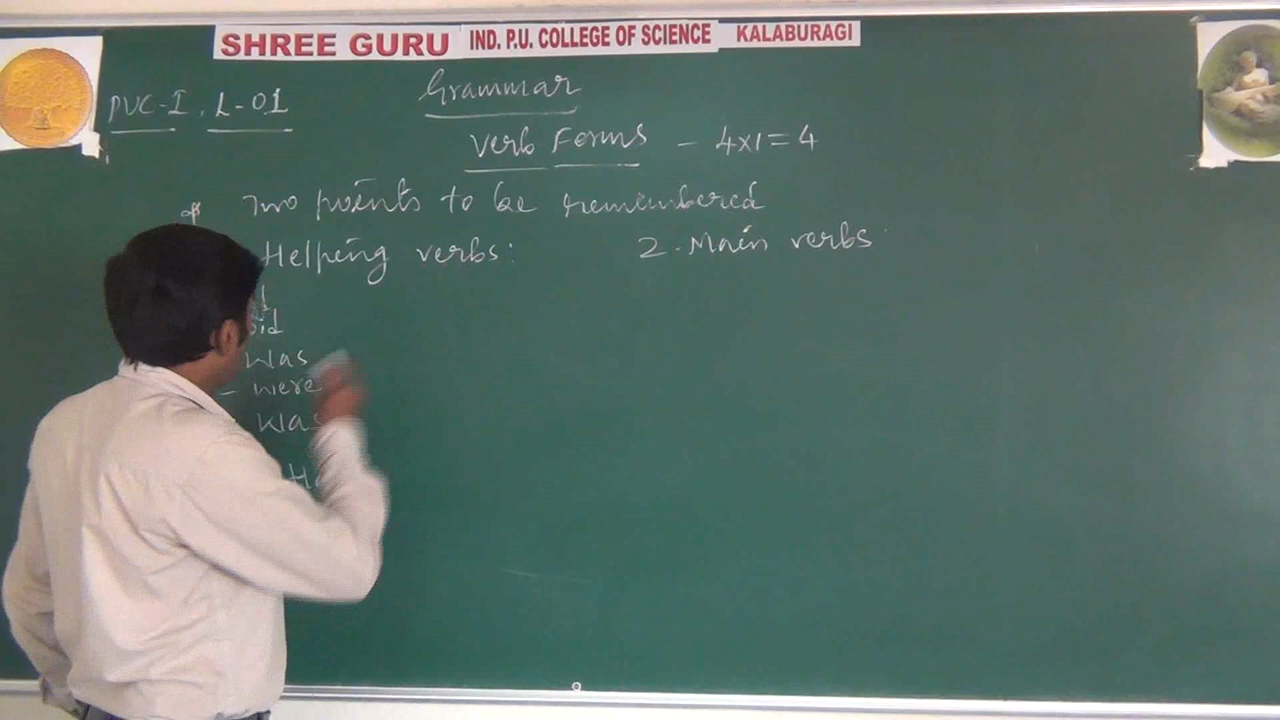 SHREE GURU IND. P.U. COLLEGE OF SCIENCE KALABURAGI
PUC-I, L-01
Grammar
Verb Forms - 4x1=4
Two points to be remembered
Helping verbs: 2. Main verbs
Did
Was
- were
Was